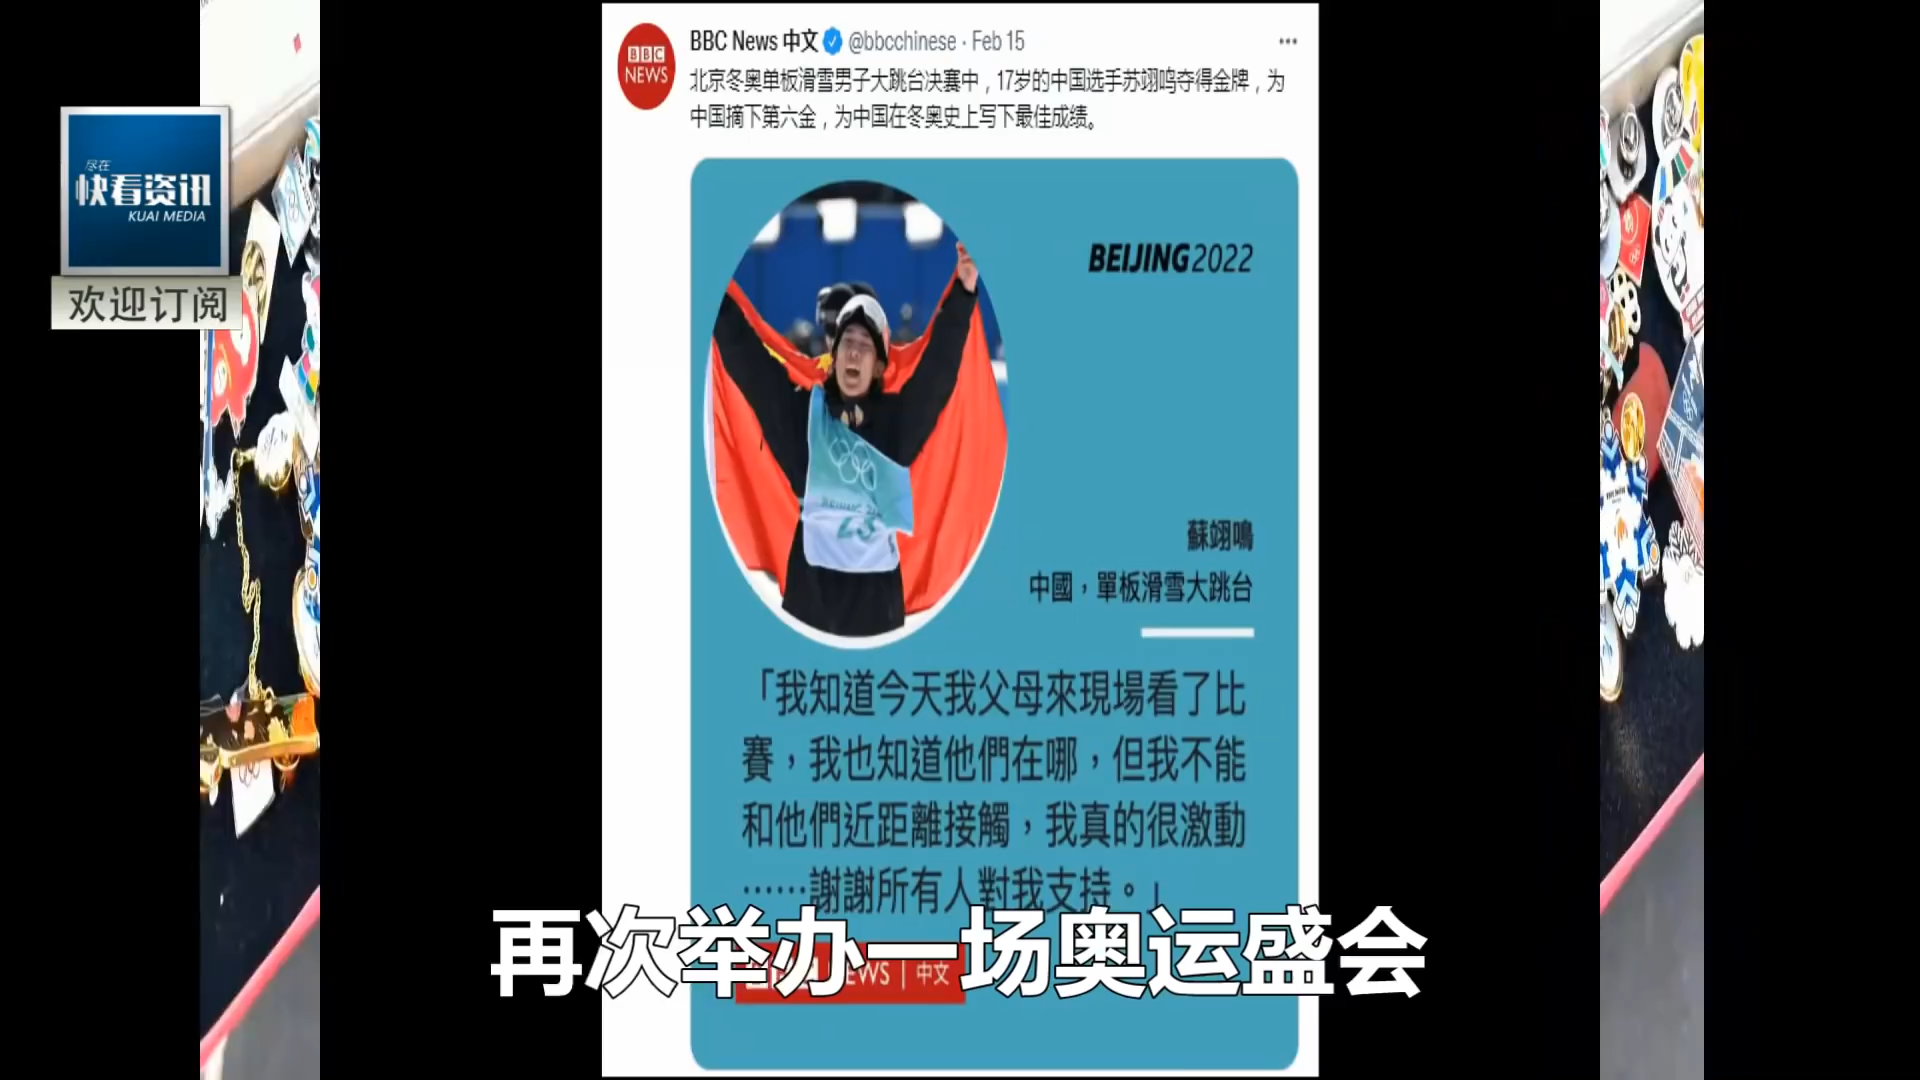 尽在
快看资讯
KUAI MEDIA
欢迎订阅
BBC NEWS
BBC News 中文 @bbcchinese · Feb 15
北京冬奥单板滑雪男子大跳台决赛中，17岁的中国选手苏翊鸣夺得金牌，为
中国摘下第六金，为中国在冬奥史上写下最佳成绩。
BEIJING 2022
蘇翊鳴
中國，單板滑雪大跳台
「我知道今天我父母來現場看了比
賽，我也知道他們在哪，但我不能
和他們近距離接觸，我真的很激動
⋯⋯謝謝所有人對我支持。」
再次举办一场奥运盛会
NEWS | 中文